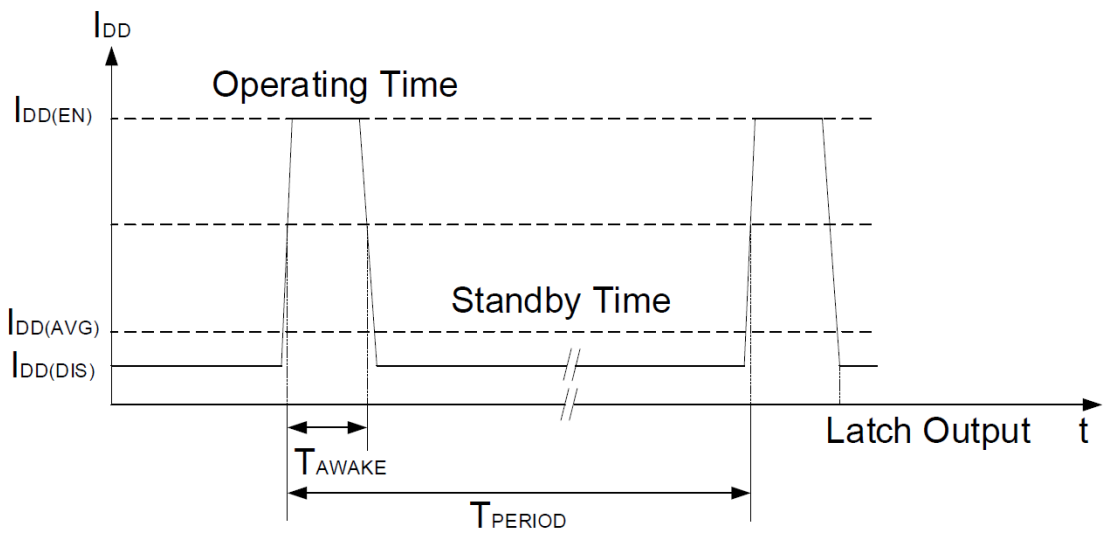 IDD
Operating Time
IDD(EN)
Standby Time
IDD(AVG)
IDD(DIS)
Latch Output t
TAWAKE
TPERIOD